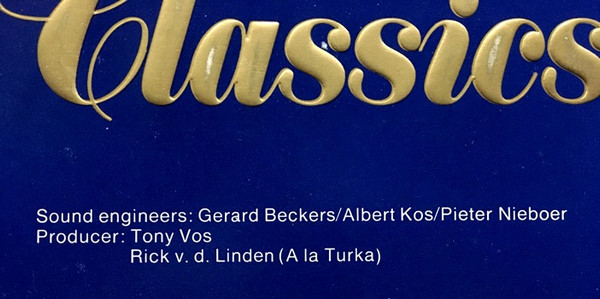 Classics
Sound engineers: Gerard Beckers/Albert Kos/Pieter Nieboer
Producer: Tony Vos
Rick v. d. Linden (A la Turka)